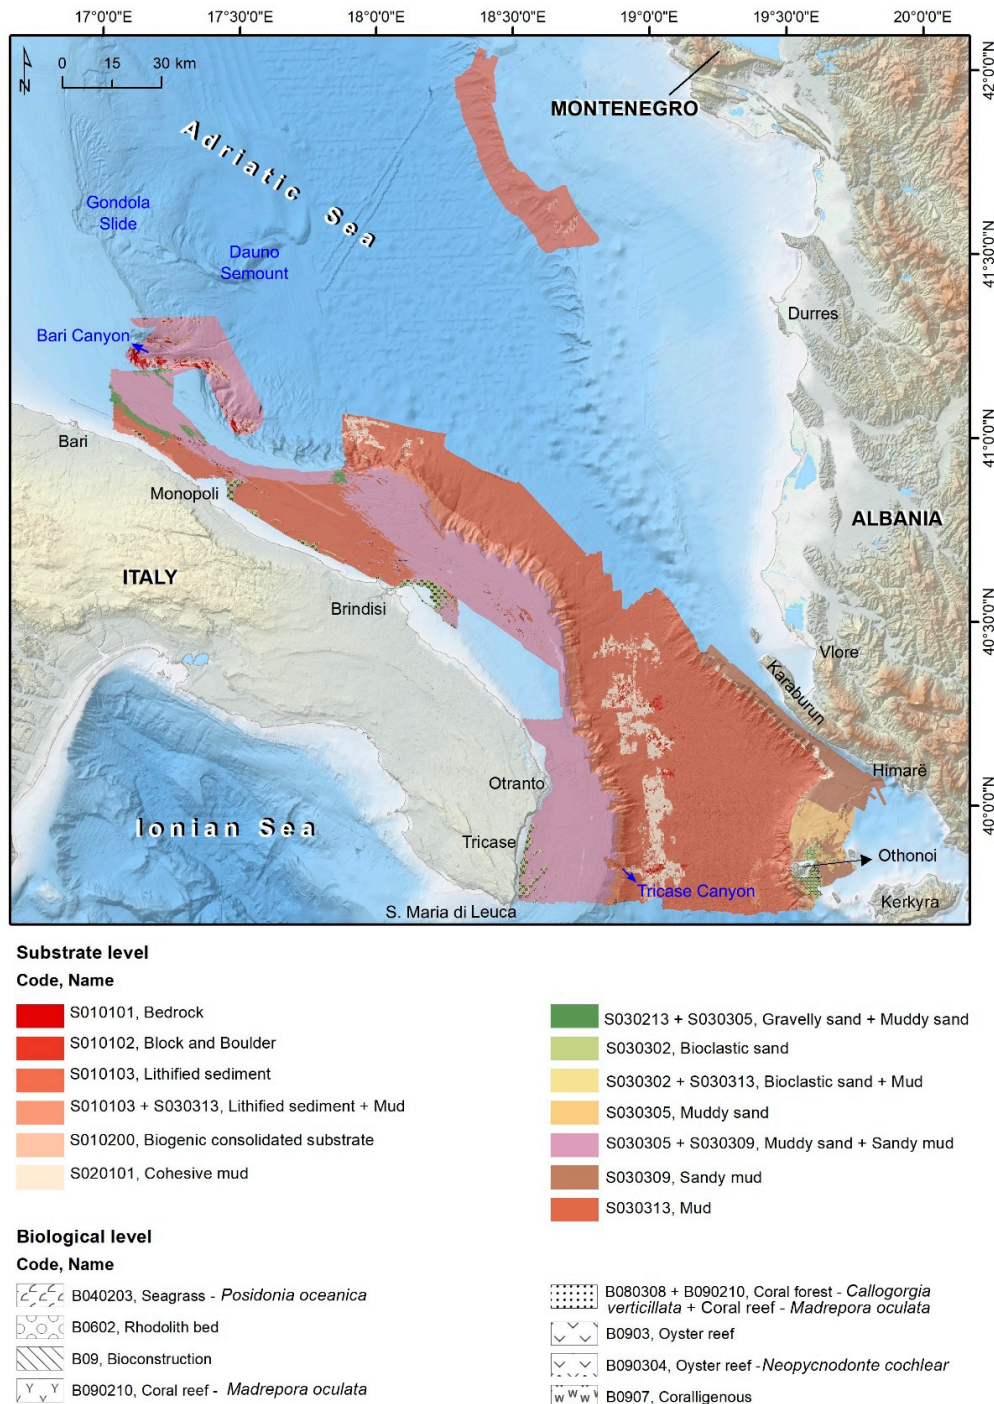 17°0'0"E 17°30'0"E 18°0'0"E 18°30'0"E 19°0'0"E 19°30'0"E 20°0'0"E
N
0 15 30 km
MONTENEGRO
42°0'0"N
Adriatic Sea
Gondola
Slide
Dauno
Semount
41°30'0"N
Durres
Bari Canyon
Bari
41°0'0"N
Monopoli
ALBANIA
ITALY
Brindisi
40°30'0"N
Vlore
Karaburun
Himarë
Otranto
40°0'0"N
Ionian Sea
Tricase
Othonoi
Tricase Canyon
Kerkyra
S. Maria di Leuca
Substrate level
Code, Name
S010101, Bedrock
S010102, Block and Boulder
S010103, Lithified sediment
S010103 + S030313, Lithified sediment + Mud
S010200, Biogenic consolidated substrate
S020101, Cohesive mud
S030213 + S030305, Gravelly sand + Muddy sand
S030302, Bioclastic sand
S030302 + S030313, Bioclastic sand + Mud
S030305, Muddy sand
S030305 + S030309, Muddy sand + Sandy mud
S030309, Sandy mud
S030313, Mud
Biological level
Code, Name
B040203, Seagrass - Posidonia oceanica
B0602, Rhodolith bed
B09, Bioconstruction
B090210, Coral reef - Madrepora oculata
B080308 + B090210, Coral forest - Callogorgia
verticillata + Coral reef - Madrepora oculata
B0903, Oyster reef
B090304, Oyster reef - Neopycnodonte cochlear
B0907, Coralligenous